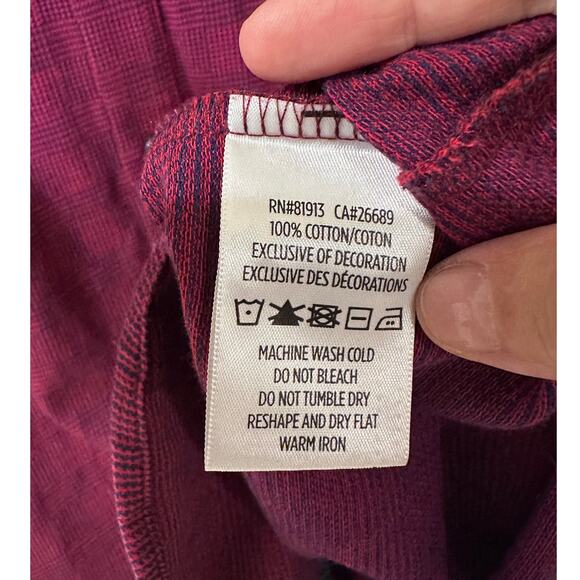 RN#81913 CA#26689
100% COTTON/COTON
EXCLUSIVE OF DECORATION
EXCLUSIVE DES DÉCORATIONS
MACHINE WASH COLD
DO NOT BLEACH
DO NOT TUMBLE DRY
RESHAPE AND DRY FLAT
WARM IRON